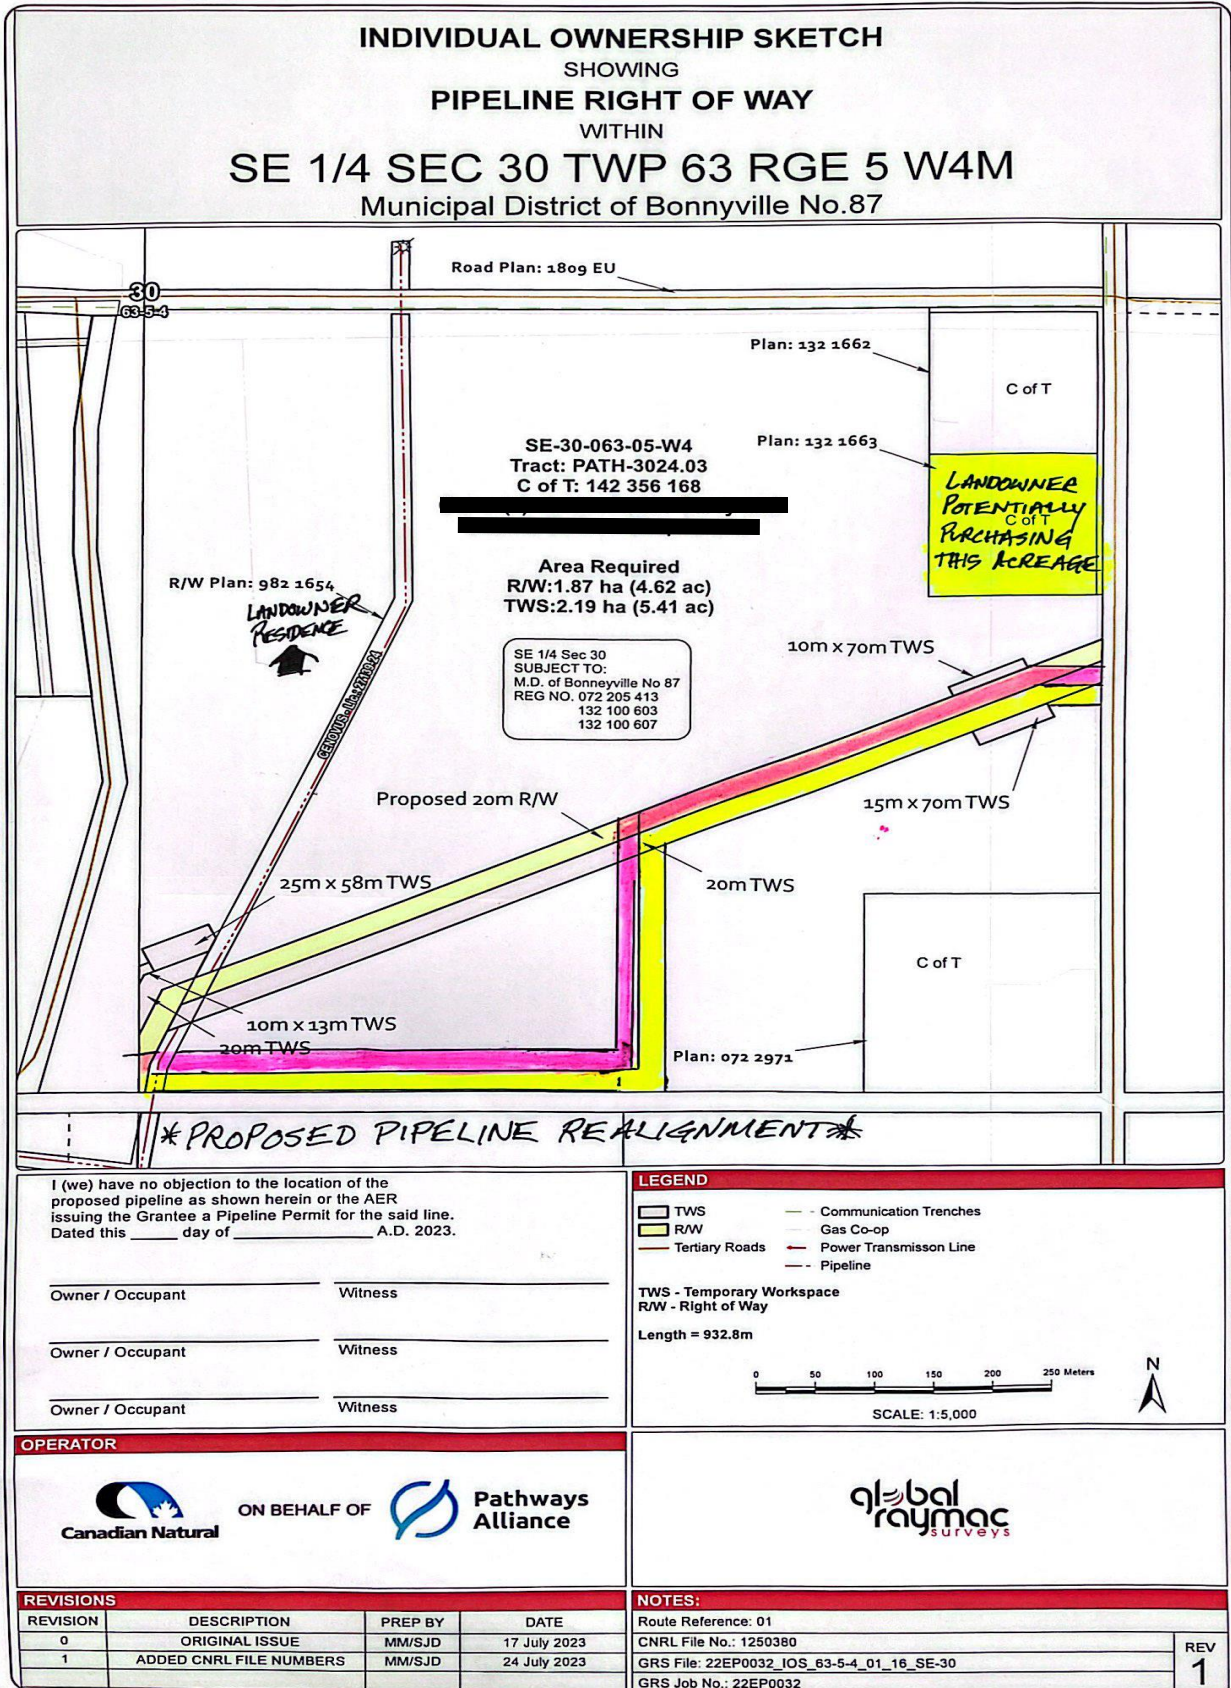 INDIVIDUAL OWNERSHIP SKETCH
SHOWING
PIPELINE RIGHT OF WAY
WITHIN
SE 1/4 SEC 30 TWP 63 RGE 5 W4M
Municipal District of Bonnyville No.87
Road Plan: 1809 EU
30
63-5-4
Plan: 132 1662
C of T
SE-30-063-05-W4
Tract: PATH-3024.03
C of T: 142 356 168
Plan: 132 1663
LANDOWNER
POTENTIALLY
C of T
PURCHASING
THIS ACREAGE
Area Required
R/W:1.87 ha (4.62 ac)
TWS:2.19 ha (5.41 ac)
R/W Plan: 982 1654
LANDOWNER
RESIDENCE
SE 1/4 Sec 30
SUBJECT TO:
M.D. of Bonneyville No 87
REG NO. 072 205 413
132 100 603
132 100 607
10m x 70m TWS
CENOVUS - Lic.: 27130-24
Proposed 20m R/W
15m x 70m TWS
25m x 58m TWS
20m TWS
C of T
10m x 13m TWS
20m TWS
Plan: 072 2971
*PROPOSED PIPELINE REALIGNMENT*
I (we) have no objection to the location of the
proposed pipeline as shown herein or the AER
issuing the Grantee a Pipeline Permit for the said line.
Dated this _____ day of _____________ A.D. 2023.
Owner / Occupant Witness
Owner / Occupant Witness
Owner / Occupant Witness
LEGEND
TWS
R/W
Tertiary Roads
Communication Trenches
Gas Co-op
Power Transmisson Line
Pipeline
TWS - Temporary Workspace
R/W - Right of Way
Length = 932.8m
0 50 100 150 200 250 Meters
SCALE: 1:5,000
N
OPERATOR
Canadian Natural
ON BEHALF OF
Pathways
Alliance
global
raymac
surveys
REVISIONS
REVISION DESCRIPTION PREP BY DATE
0 ORIGINAL ISSUE MM/SJD 17 July 2023
1 ADDED CNRL FILE NUMBERS MM/SJD 24 July 2023
NOTES:
Route Reference: 01
CNRL File No.: 1250380
GRS File: 22EP0032_IOS_63-5-4_01_16_SE-30
GRS Job No.: 22EP0032
REV
1